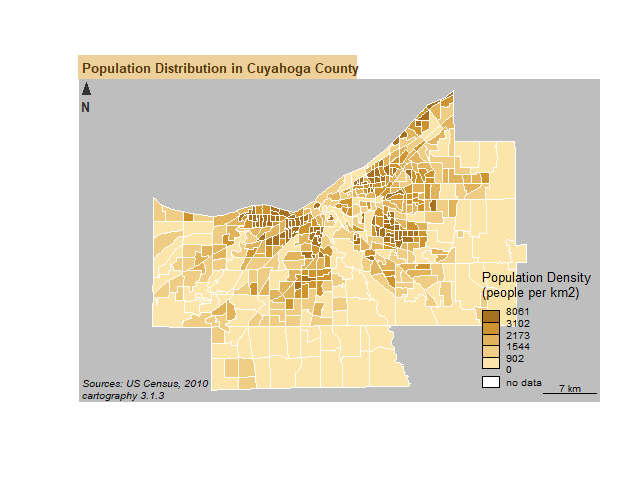 Population Distribution in Cuyahoga County
N
Population Density
(people per km2)
8061
3102
2173
1544
902
0
no data
Sources: US Census, 2010
cartography 3.1.3
7 km